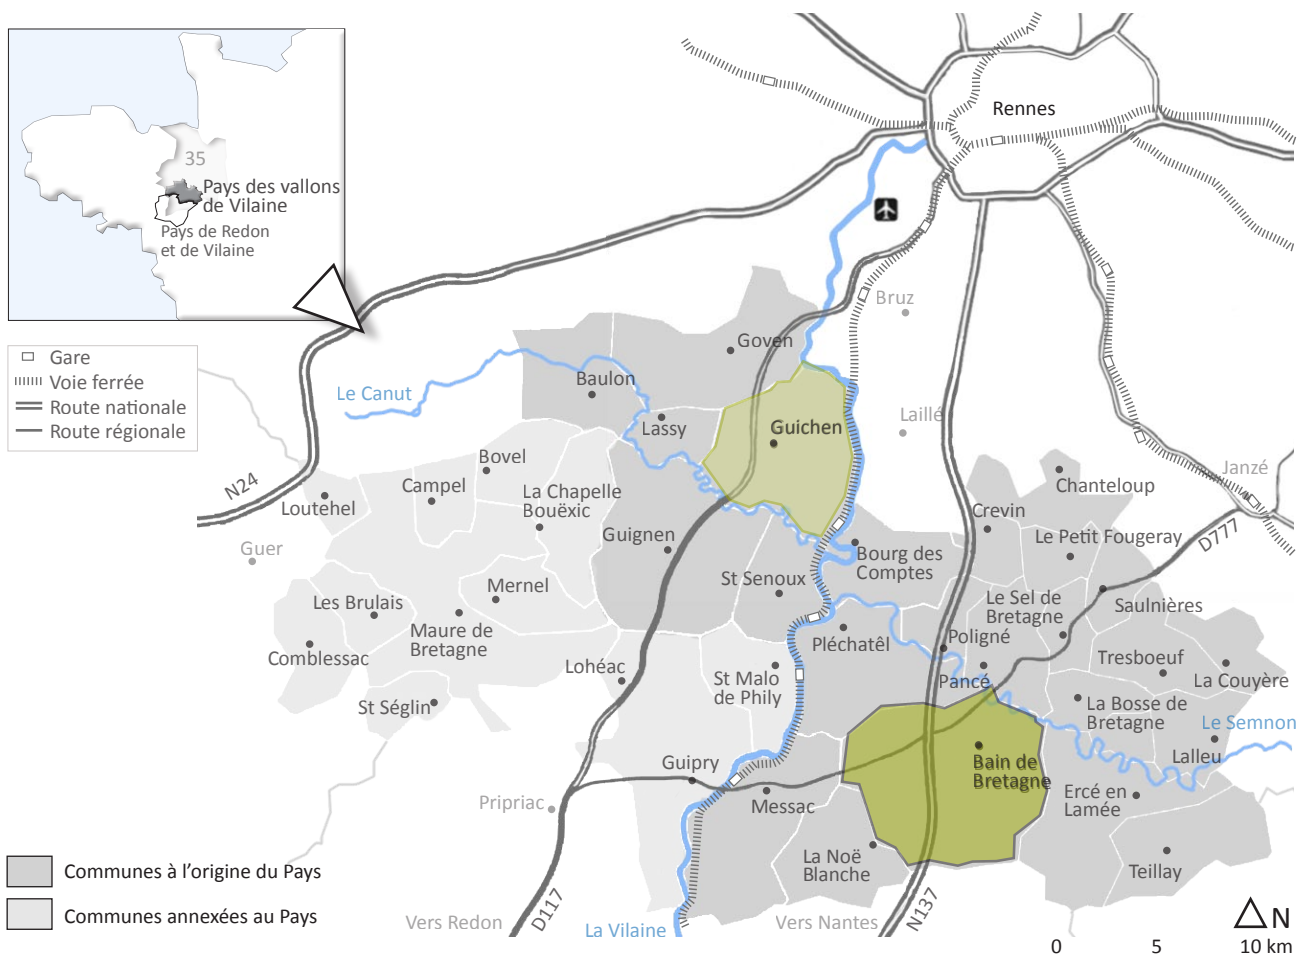 35
Pays des vallons
de Vilaine
Pays de Redon
et de Vilaine
Rennes
Gare
Voie ferrée
Route nationale
Route régionale
Bruz
Goven
Le Canut
Baulon
Lassy
Guichen
Laillé
Janzé
N24
Loutehel
Campel
Bovel
La Chapelle
Bouëxic
Guignen
Guer
Chanteloup
Crevin
Le Petit Fougeray
D777
Bourg des
Comptes
St Senoux
Mernel
Les Brulais
Maure de
Bretagne
Comblessac
St Séglin
Lohéac
St Malo
de Phily
Pléchatêl
Le Sel de
Bretagne
Saulnières
Poligné
Pancé
Tresboeuf
La Couyère
La Bosse de
Bretagne
Le Semnon
Lalleu
Guipry
Messac
Bain de
Bretagne
Ercé en
Lamée
Pripriac
La Noë
Blanche
Teillay
Communes à l'origine du Pays
Communes annexées au Pays
Vers Redon
D117
La Vilaine
Vers Nantes
N137
N
0 5 10 km